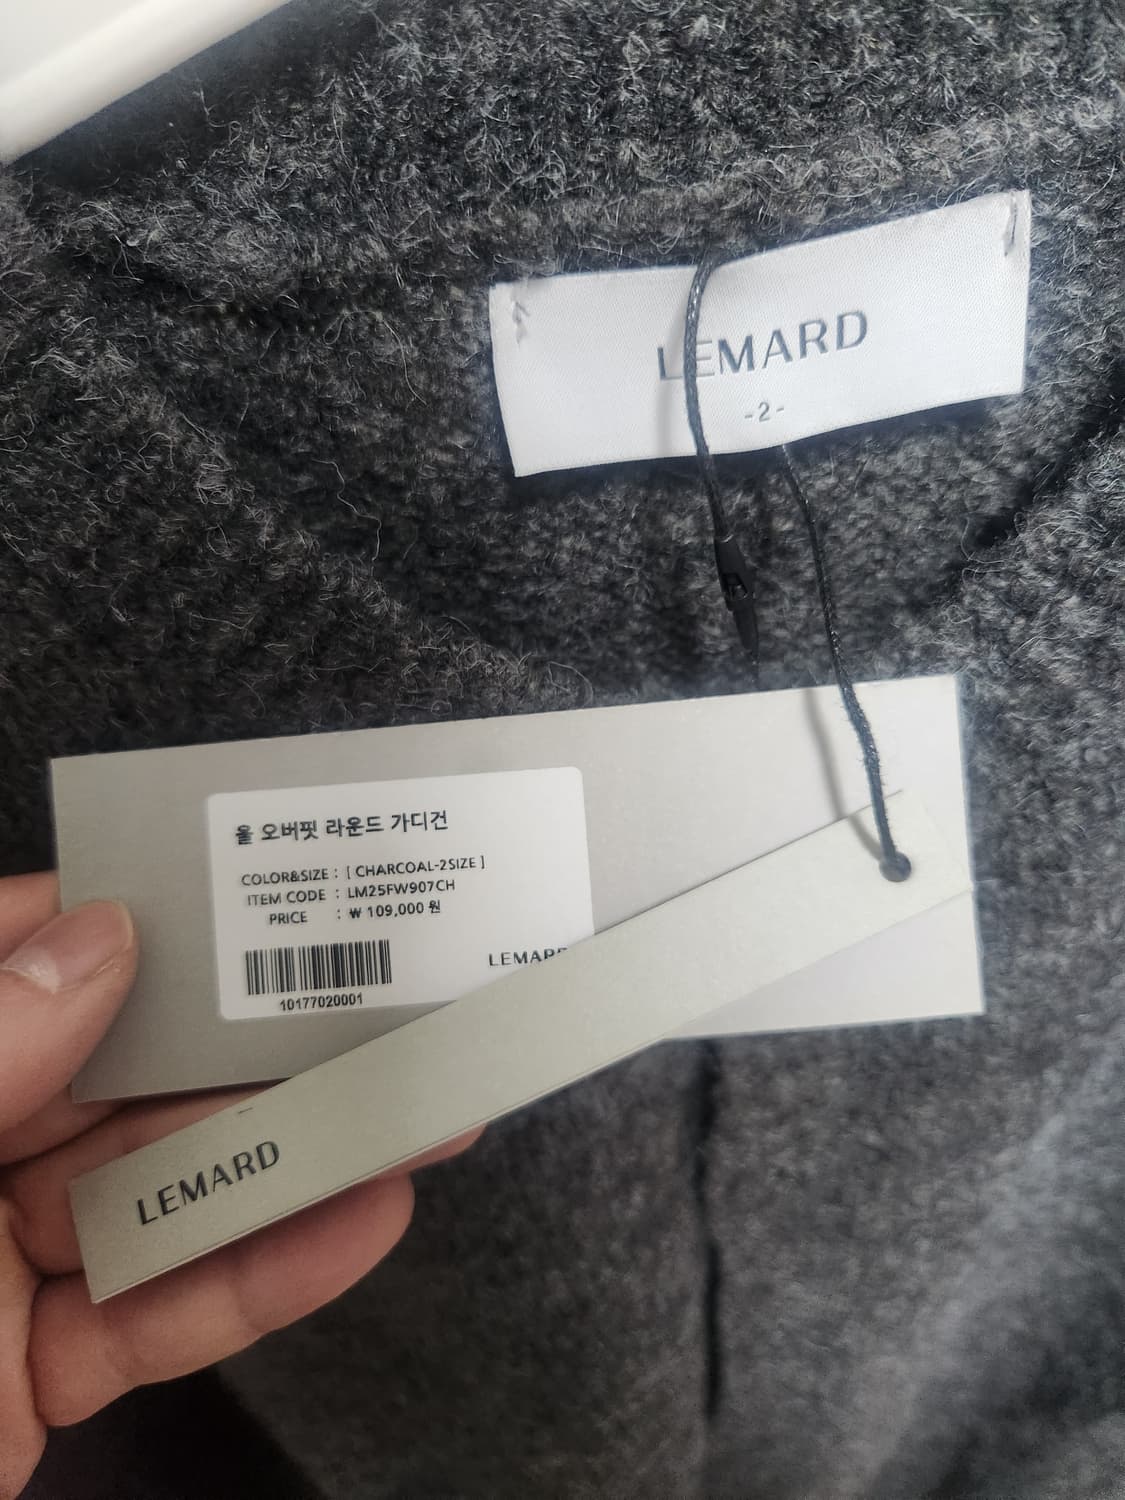 LEMARD
-2-
울 오버핏 라운드 가디건
COLOR&SIZE : [ CHARCOAL-2SIZE ]
ITEM CODE : LM25FW907CH
PRICE : ₩ 109,000 원
LEMARD
10177020001
LEMARD